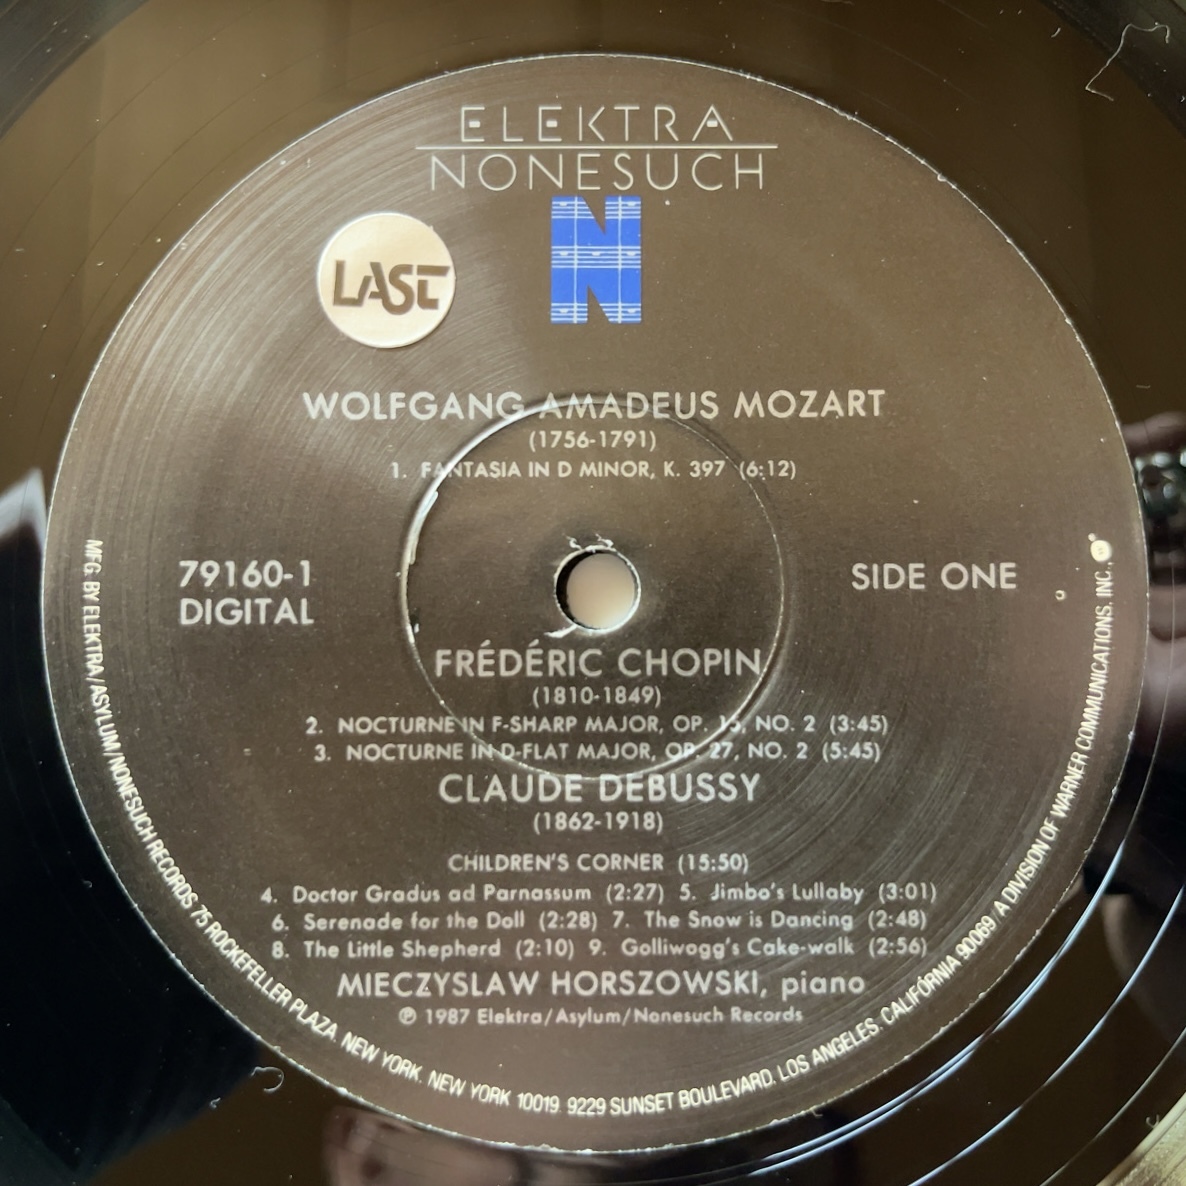 ELEKTRA
NONESUCH
N
LAST
WOLFGANG AMADEUS MOZART
(1756-1791)
1. FANTASIA IN D MINOR, K. 397 (6:12)
79160-1
DIGITAL
SIDE ONE
FRÉDÉRIC CHOPIN
(1810-1849)
2. NOCTURNE IN F-SHARP MAJOR, OP. 15, NO. 2 (3:45)
3. NOCTURNE IN D-FLAT MAJOR, OP. 27, NO. 2 (5:45)
CLAUDE DEBUSSY
(1862-1918)
CHILDREN'S CORNER (15:50)
4. Doctor Gradus ad Parnassum (2:27) 5. Jimbo's Lullaby (3:01)
6. Serenade for the Doll (2:28) 7. The Snow is Dancing (2:48)
8. The Little Shepherd (2:10) 9. Golliwogg's Cake-walk (2:56)
MIECZYSLAW HORSZOWSKI, piano
℗ 1987 Elektra/Asylum/Nonesuch Records
MFG. BY ELEKTRA/ASYLUM/NONESUCH RECORDS 75 ROCKEFELLER PLAZA. NEW YORK. NEW YORK 10019 9229 SUNSET BOULEVARD. LOS ANGELES. CALIFORNIA 90069 / A DIVISION OF WARNER COMMUNICATIONS. INC.